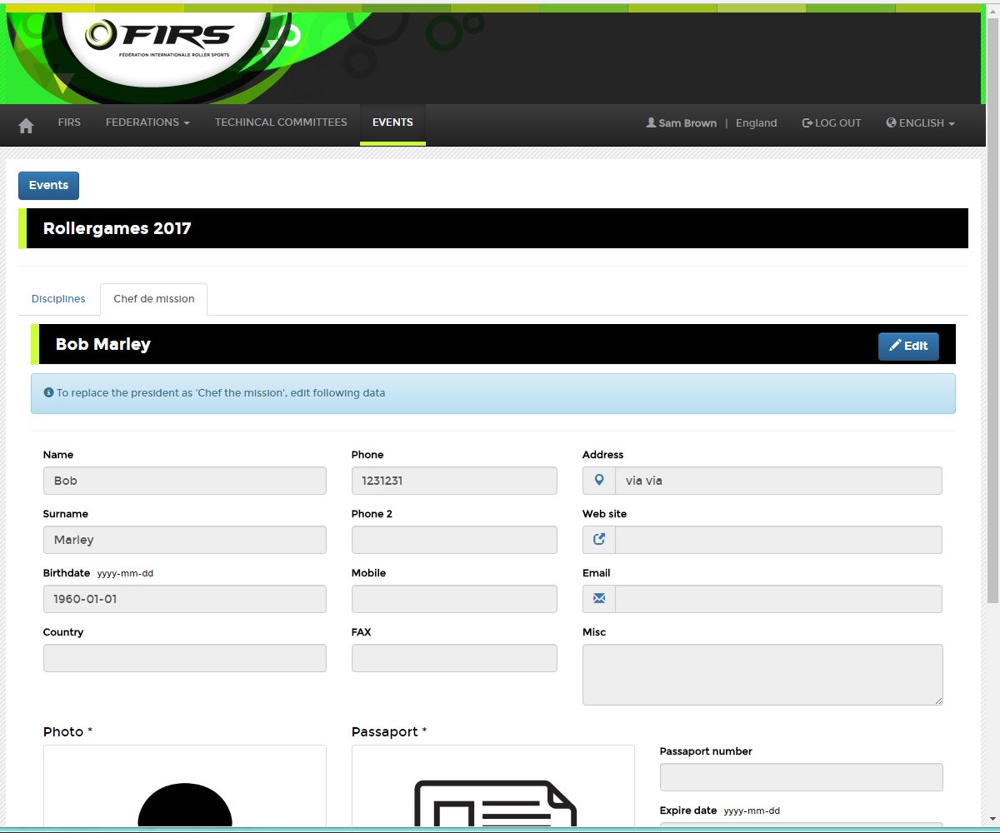 FIRS
FÉDÉRATION INTERNATIONALE ROLLER SPORTS
FIRS FEDERATIONS TECHINCAL COMMITTEES EVENTS Sam Brown | England LOG OUT ENGLISH
Events
Rollergames 2017
Disciplines Chef de mission
Bob Marley Edit
To replace the president as 'Chef the mission', edit following data
Name Phone Address
Bob 1231231 via via
Surname Phone 2 Web site
Marley
Birthdate yyyy-mm-dd Mobile Email
1960-01-01
Country FAX Misc
Photo * Passaport *
Passaport number
Expire date yyyy-mm-dd